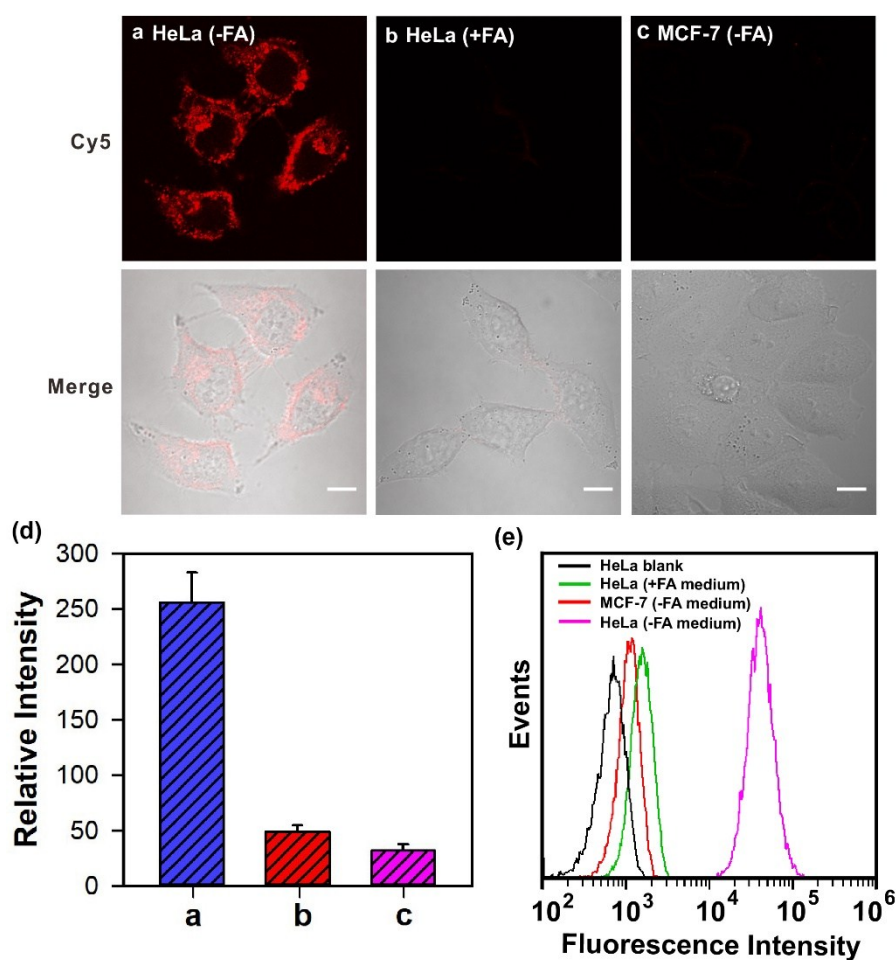 a HeLa (-FA)
b HeLa (+FA)
c MCF-7 (-FA)
Cy5
Merge
(d)
300
250
200
150
100
50
0
Relative Intensity
a b c
(e)
HeLa blank
HeLa (+FA medium)
MCF-7 (-FA medium)
HeLa (-FA medium)
Events
10² 10³ 10⁴ 10⁵ 10⁶
Fluorescence Intensity